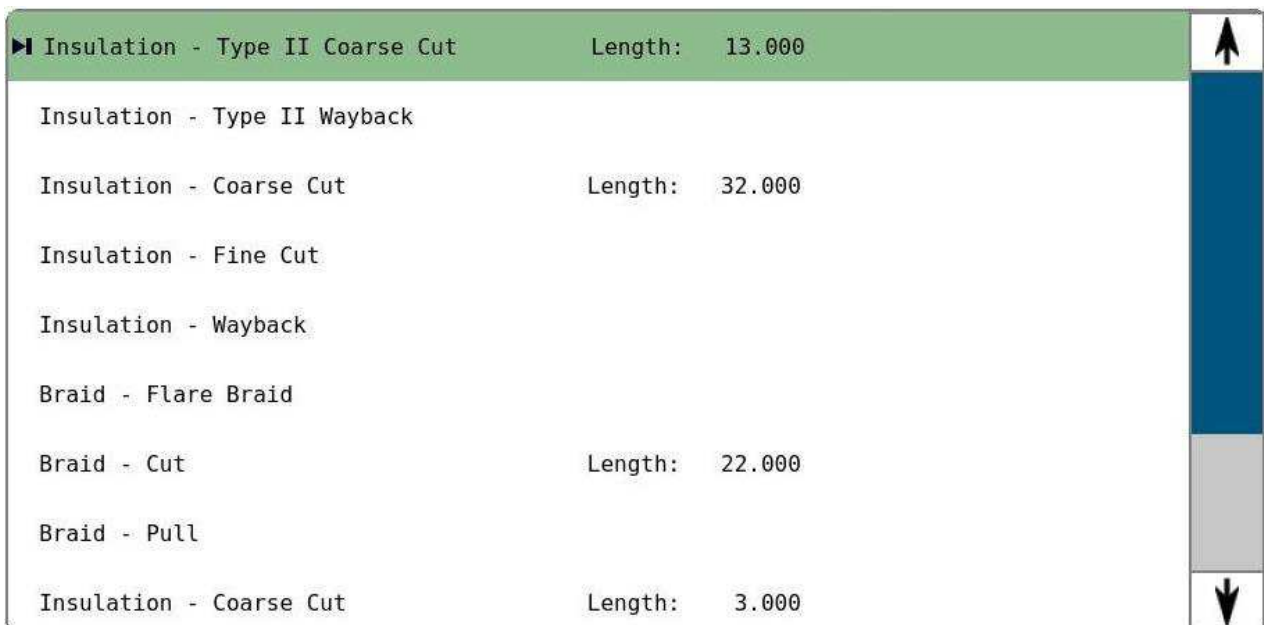 Insulation - Type II Coarse Cut Length: 13.000
Insulation - Type II Wayback
Insulation - Coarse Cut Length: 32.000
Insulation - Fine Cut
Insulation - Wayback
Braid - Flare Braid
Braid - Cut Length: 22.000
Braid - Pull
Insulation - Coarse Cut Length: 3.000